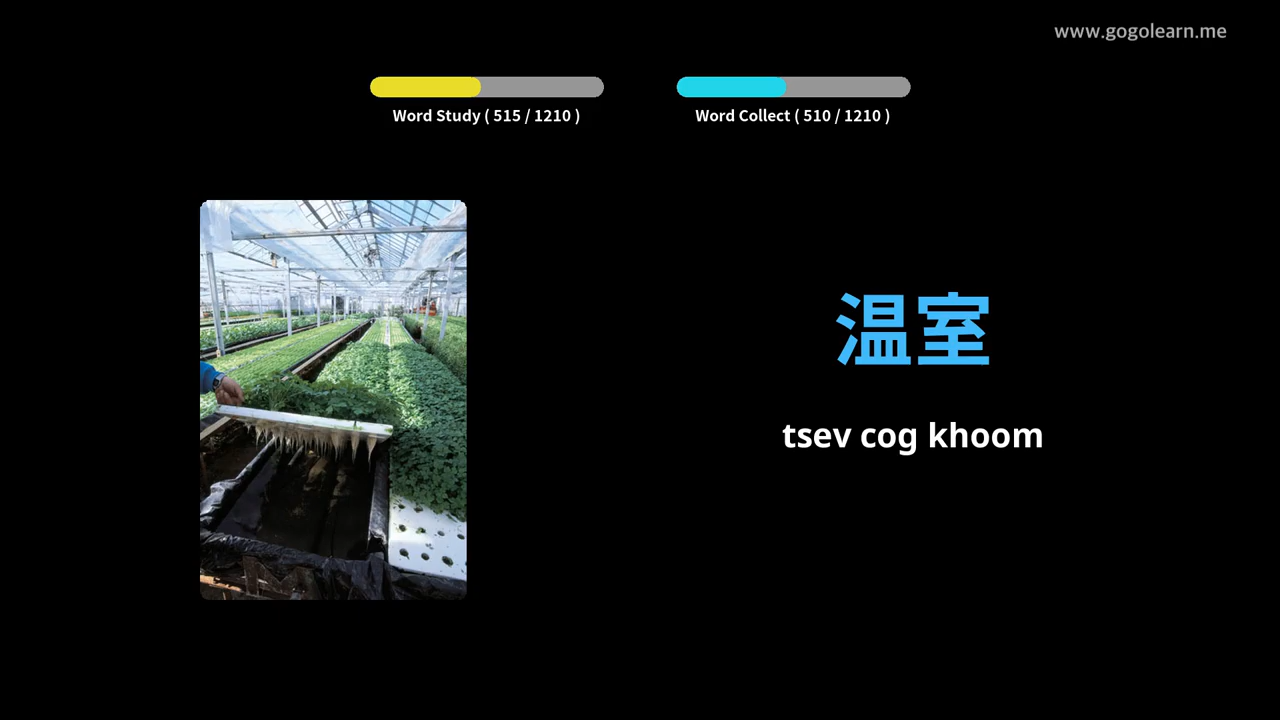 www.gogolearn.me
Word Study ( 515 / 1210 )
Word Collect ( 510 / 1210 )
温室
tsev cog khoom